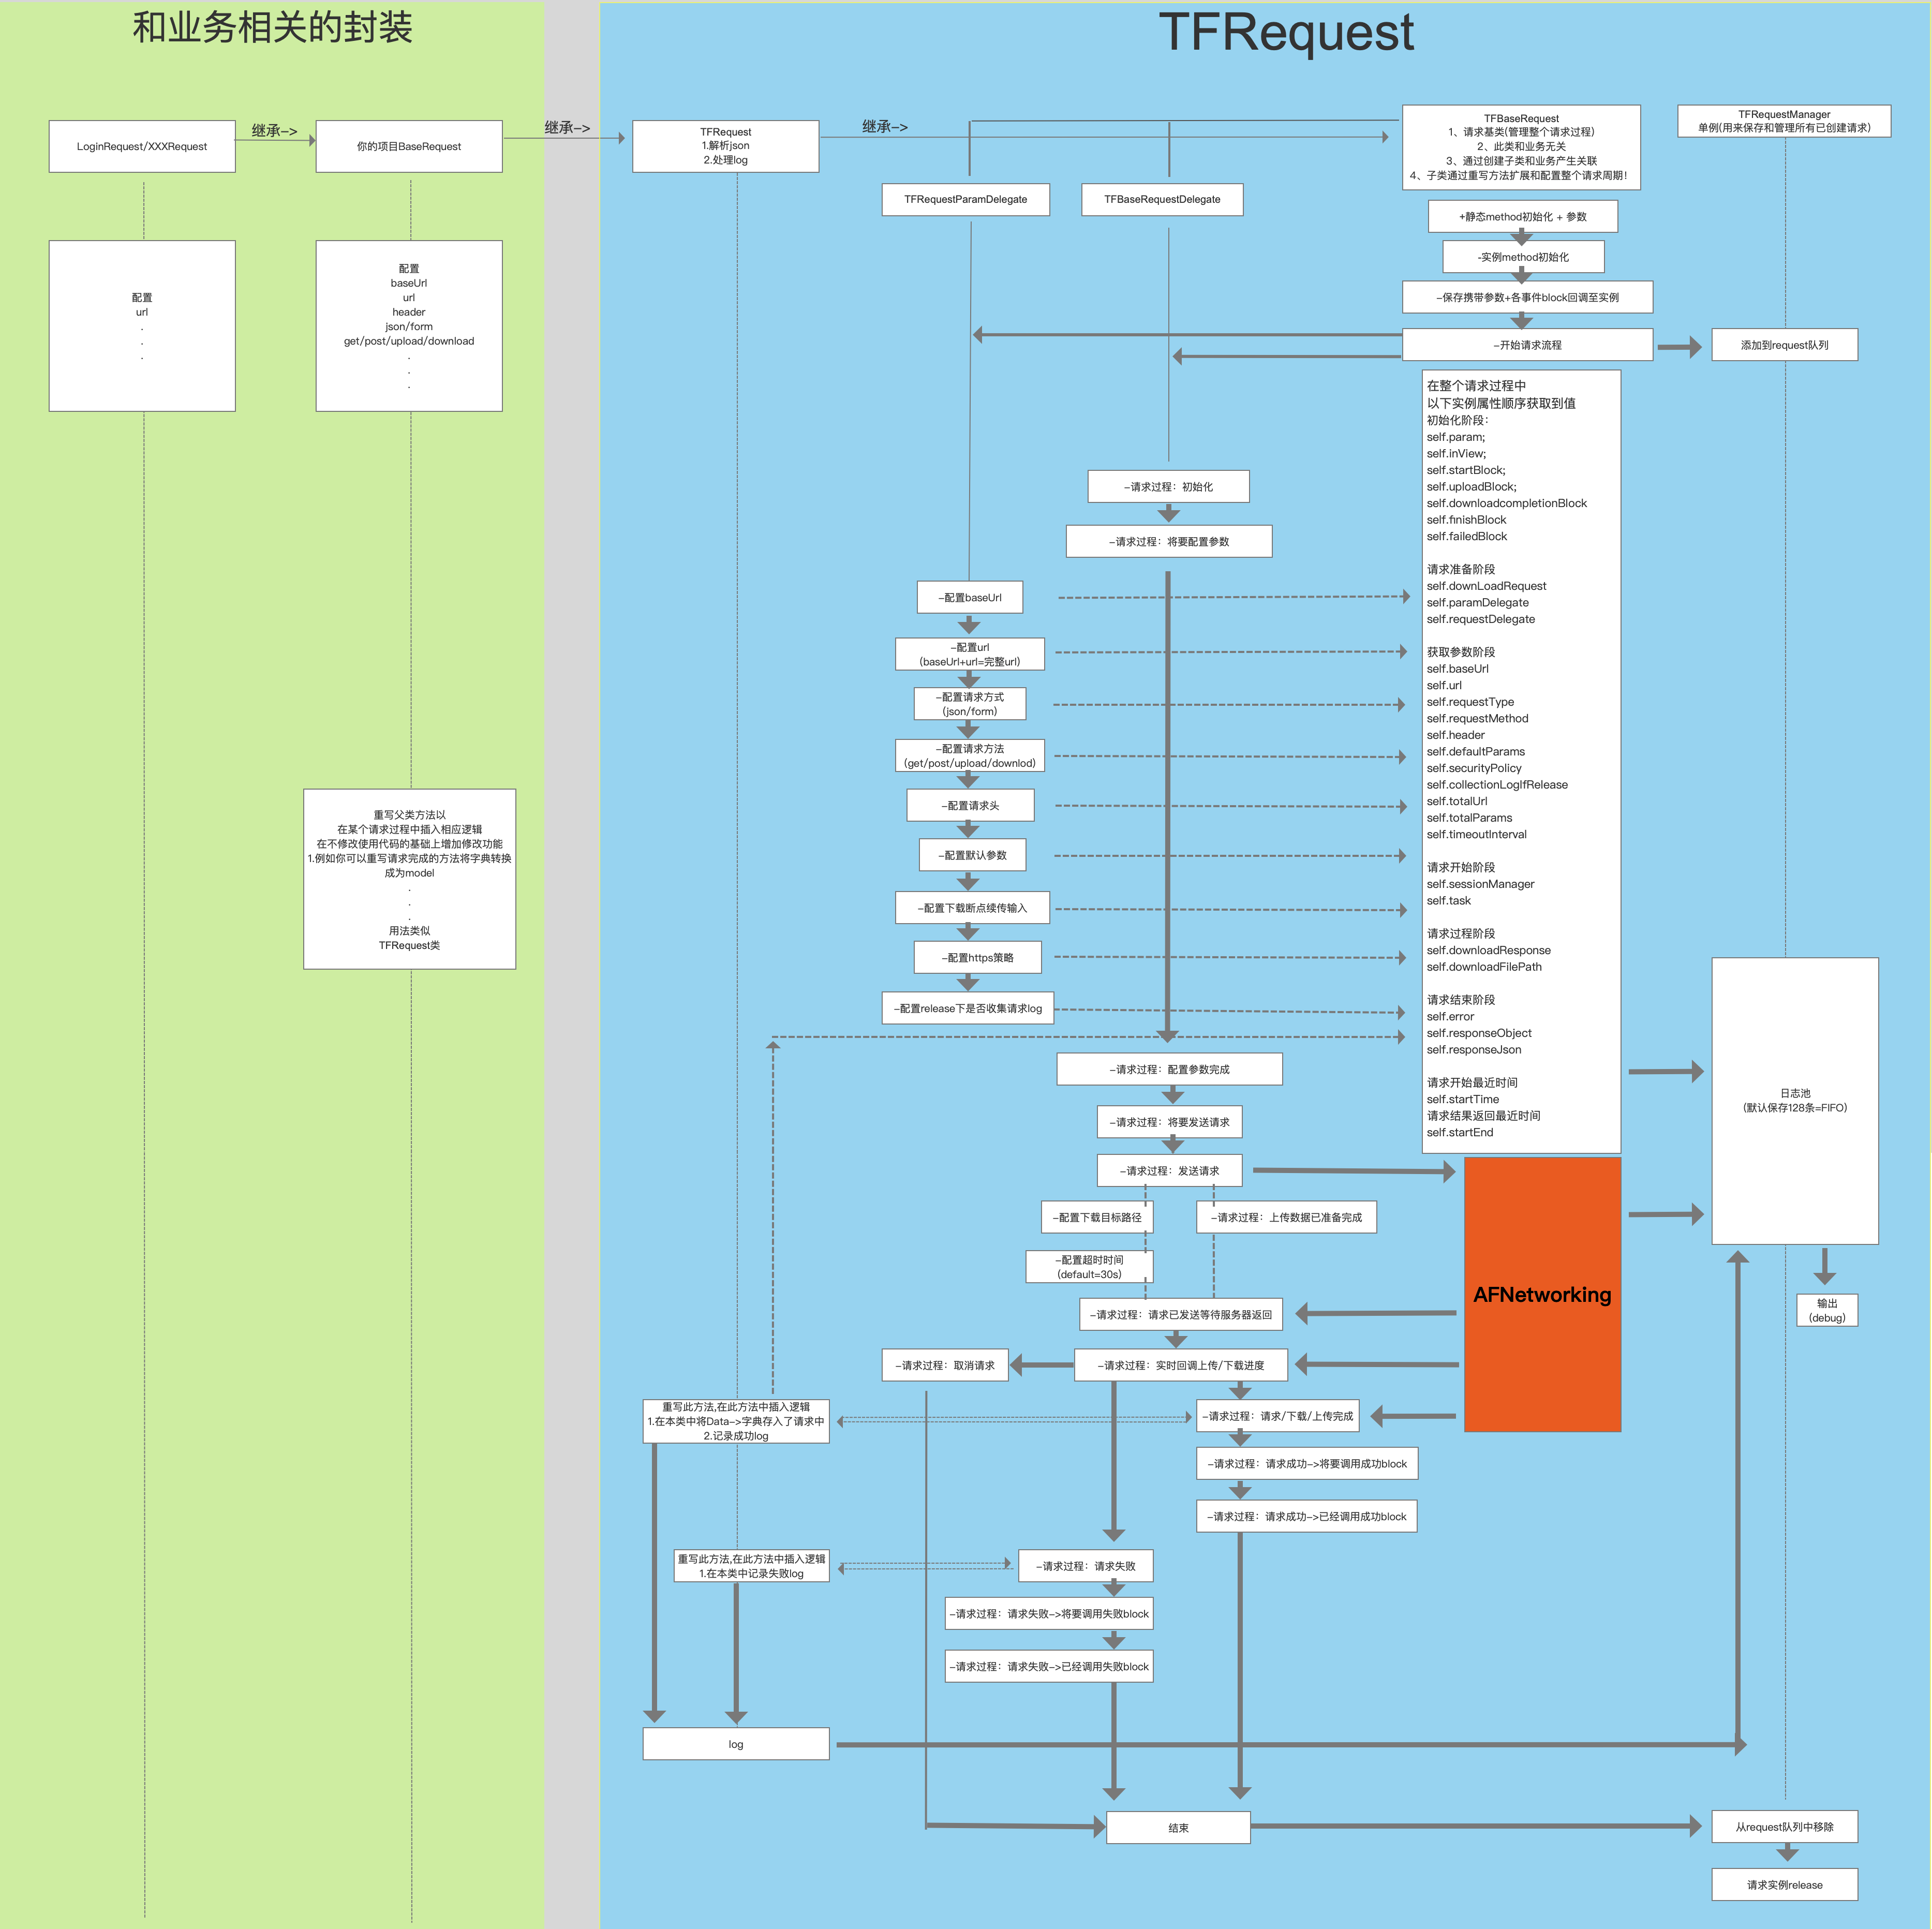 和业务相关的封装
TFRequest
LoginRequest/XXXRequest
继承->
你的项目BaseRequest
继承->
TFRequest
1.解析json
2.处理log
继承->
TFBaseRequest
1、请求基类(管理整个请求过程)
2、此类和业务无关
3、通过创建子类和业务产生关联
4、子类通过重写方法扩展和配置整个请求周期！
TFRequestManager
单例(用来保存和管理所有已创建请求)
TFRequestParamDelegate
TFBaseRequestDelegate
+静态method初始化 + 参数
-实例method初始化
-保存携带参数+各事件block回调至实例
-开始请求流程
添加到request队列
配置
url
.
.
.
配置
baseUrl
url
header
json/form
get/post/upload/download
.
.
.
在整个请求过程中
以下实例属性顺序获取到值
初始化阶段：
self.param;
self.inView;
self.startBlock;
self.uploadBlock;
self.downloadcompletionBlock
self.finishBlock
self.failedBlock
请求准备阶段
self.downLoadRequest
self.paramDelegate
self.requestDelegate
获取参数阶段
self.baseUrl
self.url
self.requestType
self.requestMethod
self.header
self.defaultParams
self.securityPolicy
self.collectionLogIfRelease
self.totalUrl
self.totalParams
self.timeoutInterval
请求开始阶段
self.sessionManager
self.task
请求过程阶段
self.downloadResponse
self.downloadFilePath
请求结束阶段
self.error
self.responseObject
self.responseJson
请求开始最近时间
self.startTime
请求结果返回最近时间
self.startEnd
-请求过程：初始化
-请求过程：将要配置参数
-配置baseUrl
-配置url
(baseUrl+url=完整url)
-配置请求方式
(json/form)
-配置请求方法
(get/post/upload/downlod)
-配置请求头
-配置默认参数
-配置下载断点续传输入
-配置https策略
-配置release下是否收集请求log
重写父类方法以
在某个请求过程中插入相应逻辑
在不修改使用代码的基础上增加修改功能
1.例如你可以重写请求完成的方法将字典转换
成为model
.
.
.
用法类似
TFRequest类
-请求过程：配置参数完成
-请求过程：将要发送请求
-请求过程：发送请求
-配置下载目标路径
-请求过程：上传数据已准备完成
-配置超时时间
(default=30s)
-请求过程：请求已发送等待服务器返回
AFNetworking
日志池
(默认保存128条=FIFO)
输出
(debug)
-请求过程：取消请求
-请求过程：实时回调上传/下载进度
重写此方法,在此方法中插入逻辑
1.在本类中将Data->字典存入了请求中
2.记录成功log
-请求过程：请求/下载/上传完成
-请求过程：请求成功->将要调用成功block
-请求过程：请求成功->已经调用成功block
重写此方法,在此方法中插入逻辑
1.在本类中记录失败log
-请求过程：请求失败
-请求过程：请求失败->将要调用失败block
-请求过程：请求失败->已经调用失败block
log
结束
从request队列中移除
请求实例release